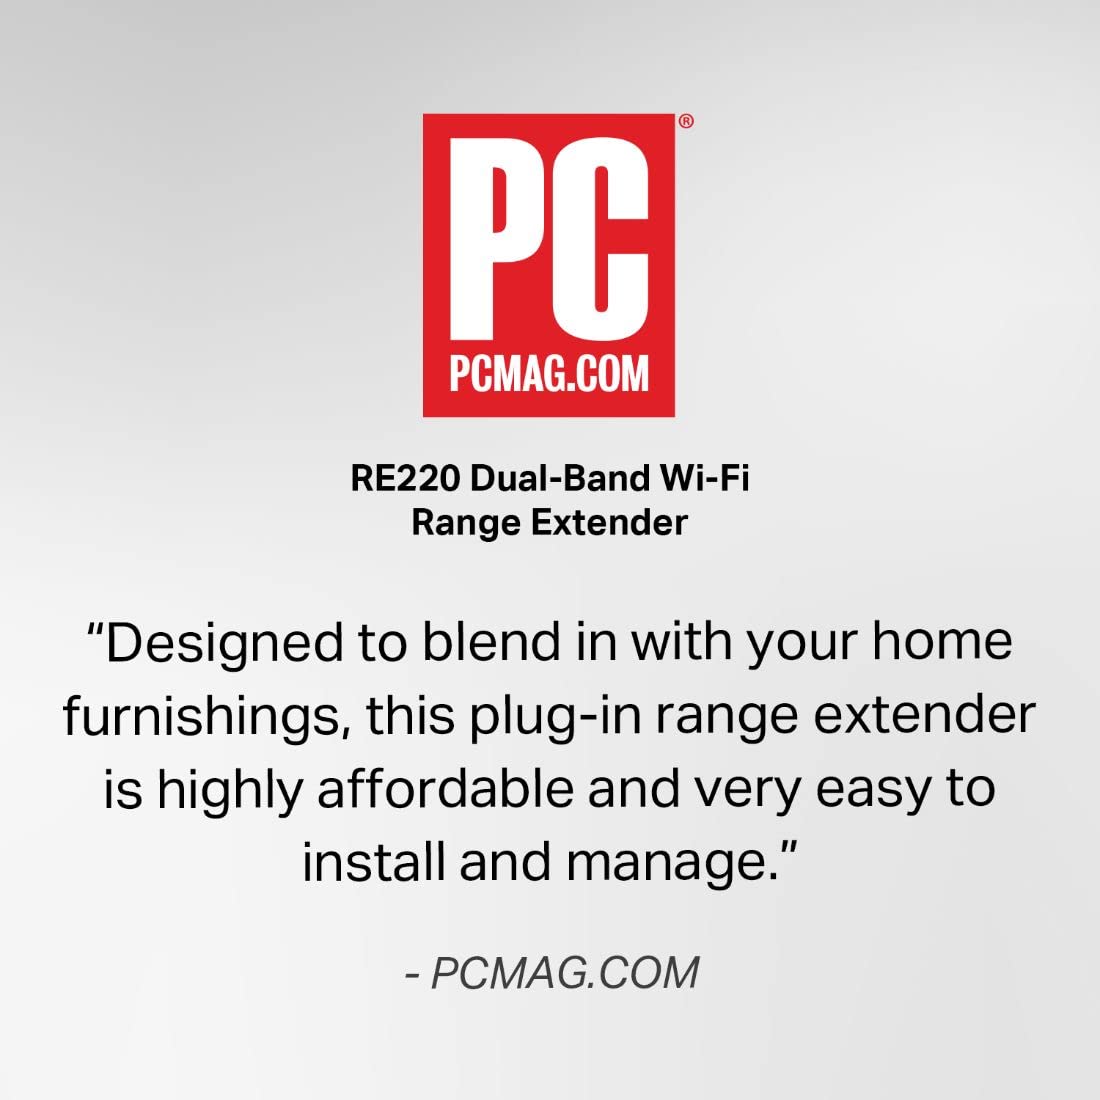 PC®
PCMAG.COM
RE220 Dual-Band Wi-Fi
Range Extender
“Designed to blend in with your home
furnishings, this plug-in range extender
is highly affordable and very easy to
install and manage.”
- PCMAG.COM